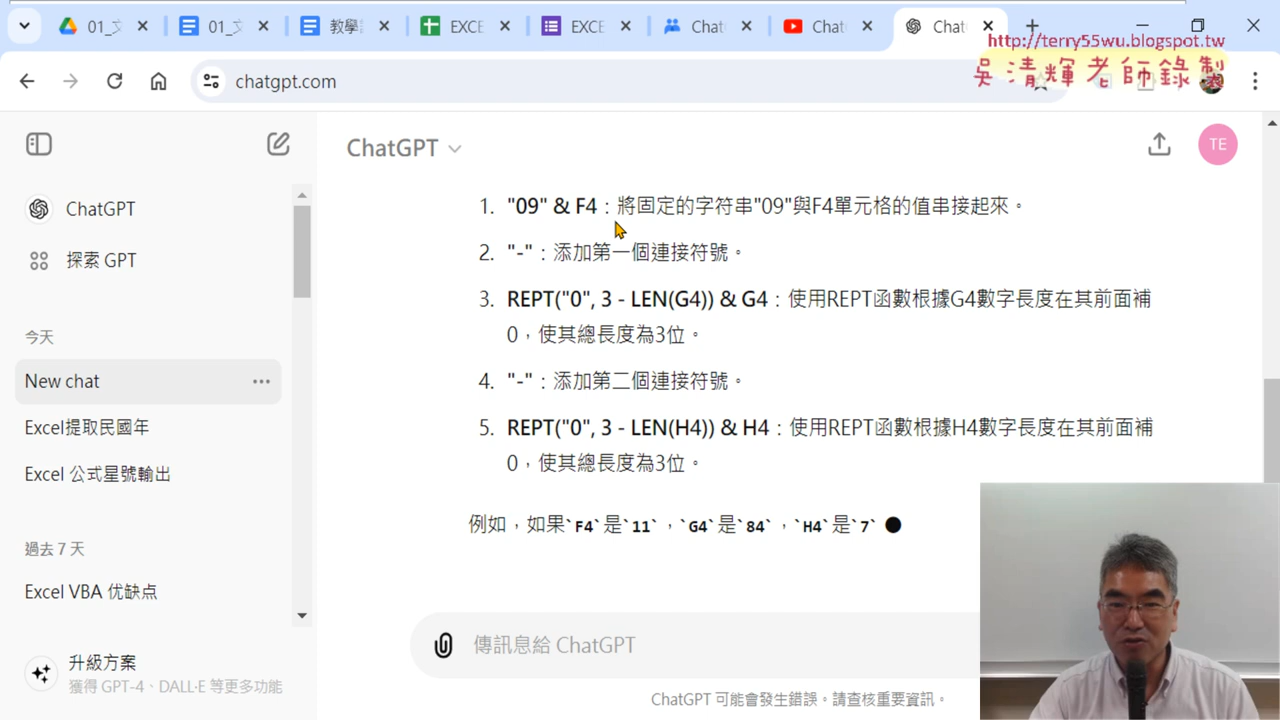 01_文
01_文
教學
EXCE
EXCE
Chat
Chat
Chat
http://terry55wu.blogspot.tw
吳清輝老師錄製
chatgpt.com
ChatGPT
TE
ChatGPT
探索 GPT
今天
New chat
Excel提取民國年
Excel 公式星號輸出
過去 7 天
Excel VBA 优缺点
升級方案
獲得 GPT-4、DALL·E 等更多功能
1. "09" & F4：將固定的字符串"09"與F4單元格的值串接起來。
2. "-"：添加第一個連接符號。
3. REPT("0", 3 - LEN(G4)) & G4：使用REPT函數根據G4數字長度在其前面補
0，使其總長度為3位。
4. "-"：添加第二個連接符號。
5. REPT("0", 3 - LEN(H4)) & H4：使用REPT函數根據H4數字長度在其前面補
0，使其總長度為3位。
例如，如果`F4`是`11`，`G4`是`84`，`H4`是`7`
傳訊息給 ChatGPT
ChatGPT 可能會發生錯誤。請查核重要資訊。